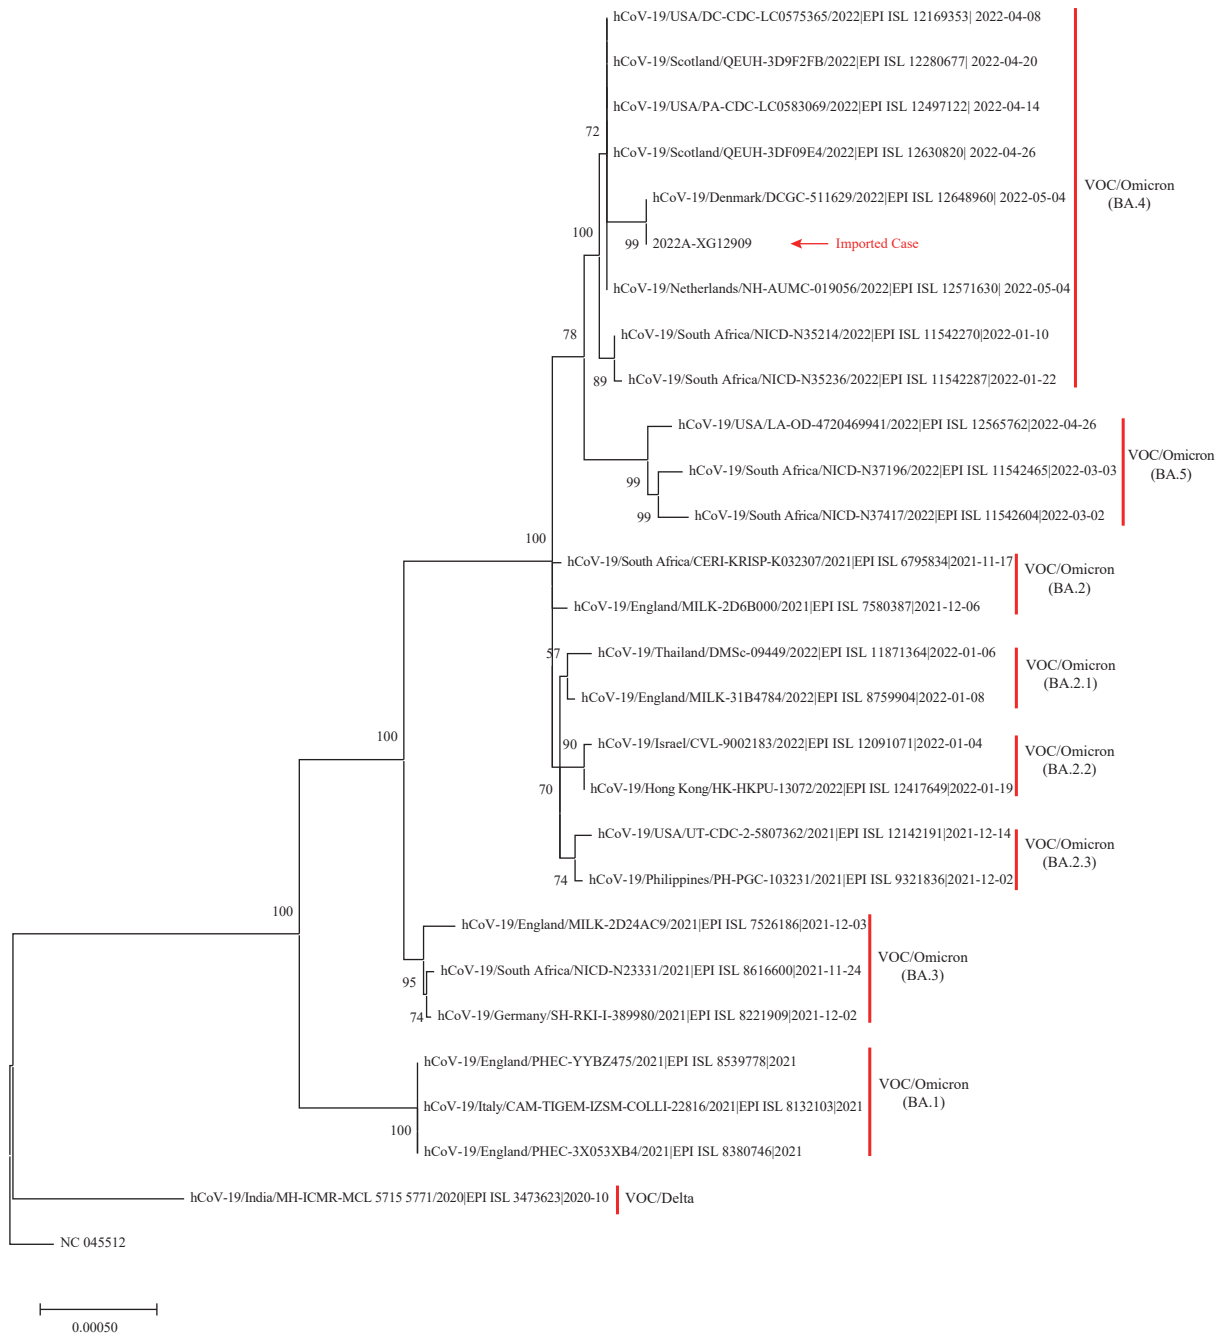 hCoV-19/USA/DC-CDC-LC0575365/2022|EPI ISL 12169353| 2022-04-08
hCoV-19/Scotland/QEUH-3D9F2FB/2022|EPI ISL 12280677| 2022-04-20
hCoV-19/USA/PA-CDC-LC0583069/2022|EPI ISL 12497122| 2022-04-14
72
hCoV-19/Scotland/QEUH-3DF09E4/2022|EPI ISL 12630820| 2022-04-26
VOC/Omicron
(BA.4)
hCoV-19/Denmark/DCGC-511629/2022|EPI ISL 12648960| 2022-05-04
100
99
2022A-XG12909
Imported Case
hCoV-19/Netherlands/NH-AUMC-019056/2022|EPI ISL 12571630| 2022-05-04
78
hCoV-19/South Africa/NICD-N35214/2022|EPI ISL 11542270|2022-01-10
89
hCoV-19/South Africa/NICD-N35236/2022|EPI ISL 11542287|2022-01-22
hCoV-19/USA/LA-OD-4720469941/2022|EPI ISL 12565762|2022-04-26
VOC/Omicron
(BA.5)
hCoV-19/South Africa/NICD-N37196/2022|EPI ISL 11542465|2022-03-03
99
99
hCoV-19/South Africa/NICD-N37417/2022|EPI ISL 11542604|2022-03-02
100
hCoV-19/South Africa/CERI-KRISP-K032307/2021|EPI ISL 6795834|2021-11-17
VOC/Omicron
(BA.2)
hCoV-19/England/MILK-2D6B000/2021|EPI ISL 7580387|2021-12-06
57
hCoV-19/Thailand/DMSc-09449/2022|EPI ISL 11871364|2022-01-06
VOC/Omicron
(BA.2.1)
hCoV-19/England/MILK-31B4784/2022|EPI ISL 8759904|2022-01-08
100
90
hCoV-19/Israel/CVL-9002183/2022|EPI ISL 12091071|2022-01-04
VOC/Omicron
(BA.2.2)
70
hCoV-19/Hong Kong/HK-HKPU-13072/2022|EPI ISL 12417649|2022-01-19
hCoV-19/USA/UT-CDC-2-5807362/2021|EPI ISL 12142191|2021-12-14
VOC/Omicron
(BA.2.3)
74
hCoV-19/Philippines/PH-PGC-103231/2021|EPI ISL 9321836|2021-12-02
100
hCoV-19/England/MILK-2D24AC9/2021|EPI ISL 7526186|2021-12-03
VOC/Omicron
(BA.3)
hCoV-19/South Africa/NICD-N23331/2021|EPI ISL 8616600|2021-11-24
95
74
hCoV-19/Germany/SH-RKI-I-389980/2021|EPI ISL 8221909|2021-12-02
hCoV-19/England/PHEC-YYBZ475/2021|EPI ISL 8539778|2021
VOC/Omicron
(BA.1)
hCoV-19/Italy/CAM-TIGEM-IZSM-COLLI-22816/2021|EPI ISL 8132103|2021
100
hCoV-19/England/PHEC-3X053XB4/2021|EPI ISL 8380746|2021
hCoV-19/India/MH-ICMR-MCL 5715 5771/2020|EPI ISL 3473623|2020-10
VOC/Delta
NC 045512
0.00050